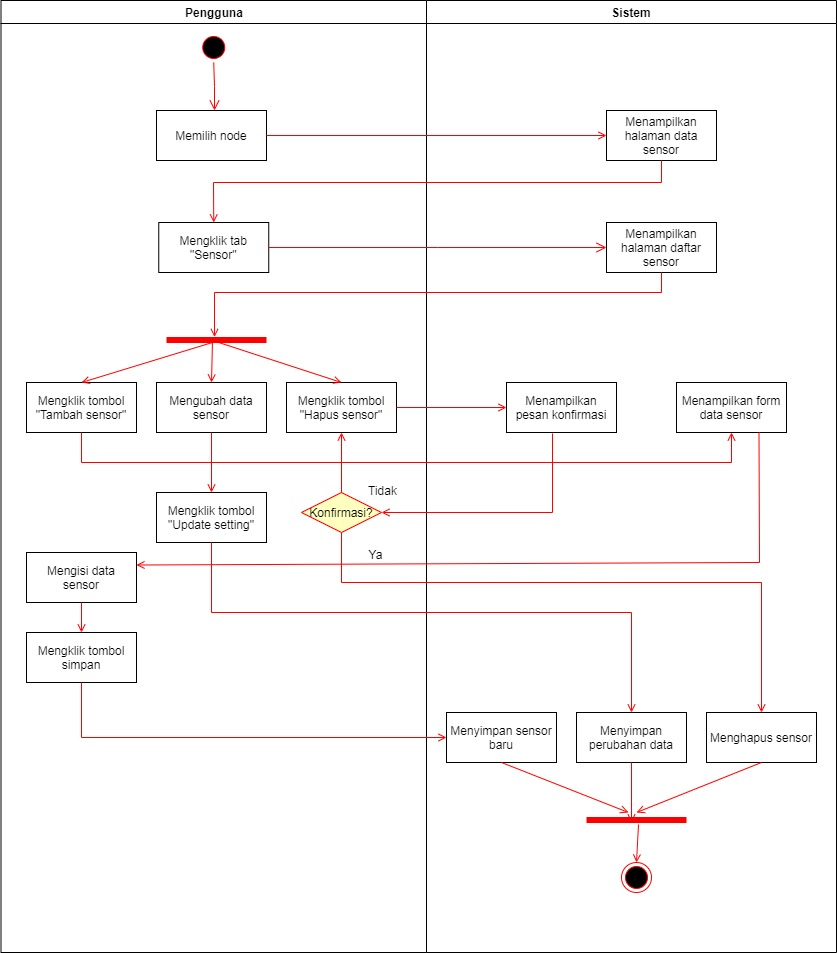 Pengguna
Sistem
Memilih node
Menampilkan
halaman data
sensor
Mengklik tab
"Sensor"
Menampilkan
halaman daftar
sensor
Mengklik tombol
"Tambah sensor"
Mengubah data
sensor
Mengklik tombol
"Hapus sensor"
Menampilkan
pesan konfirmasi
Menampilkan form
data sensor
Tidak
Konfirmasi?
Mengklik tombol
"Update setting"
Ya
Mengisi data
sensor
Mengklik tombol
simpan
Menyimpan sensor
baru
Menyimpan
perubahan data
Menghapus sensor